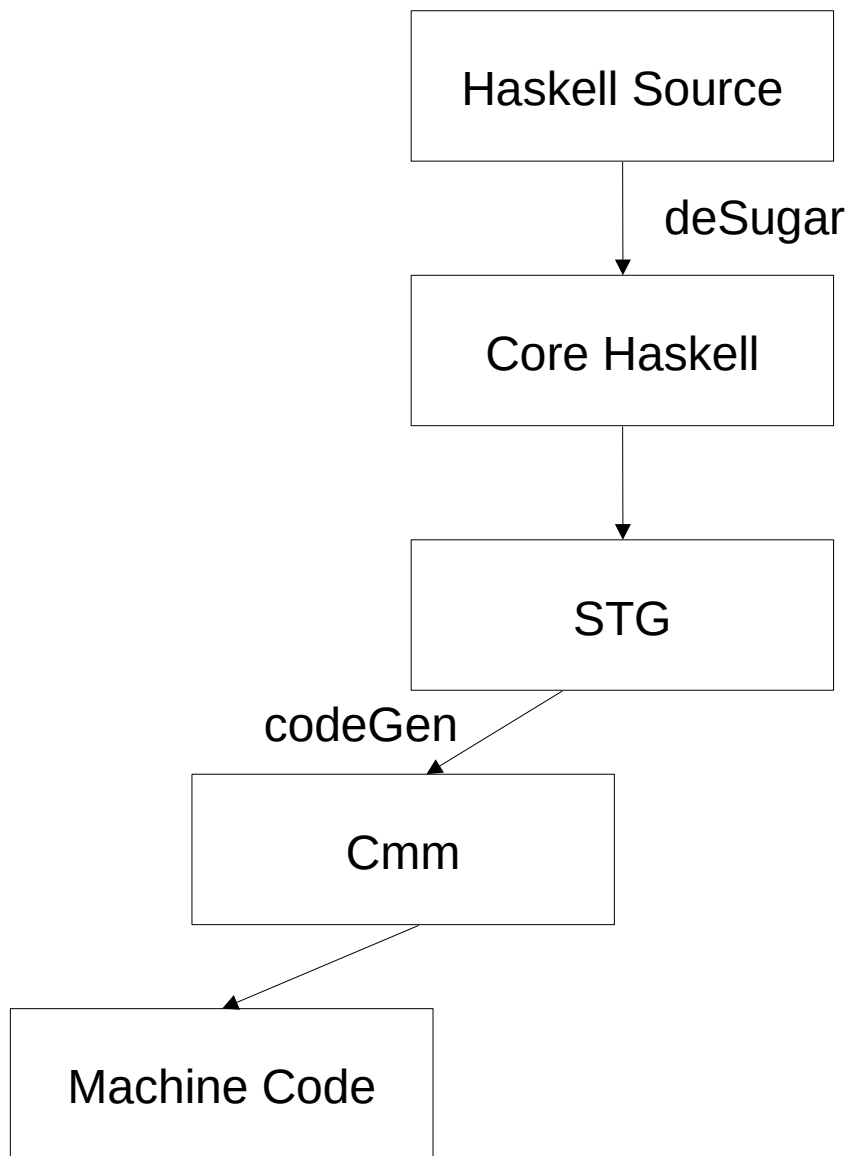 Haskell Source
deSugar
Core Haskell
STG
codeGen
Cmm
Machine Code